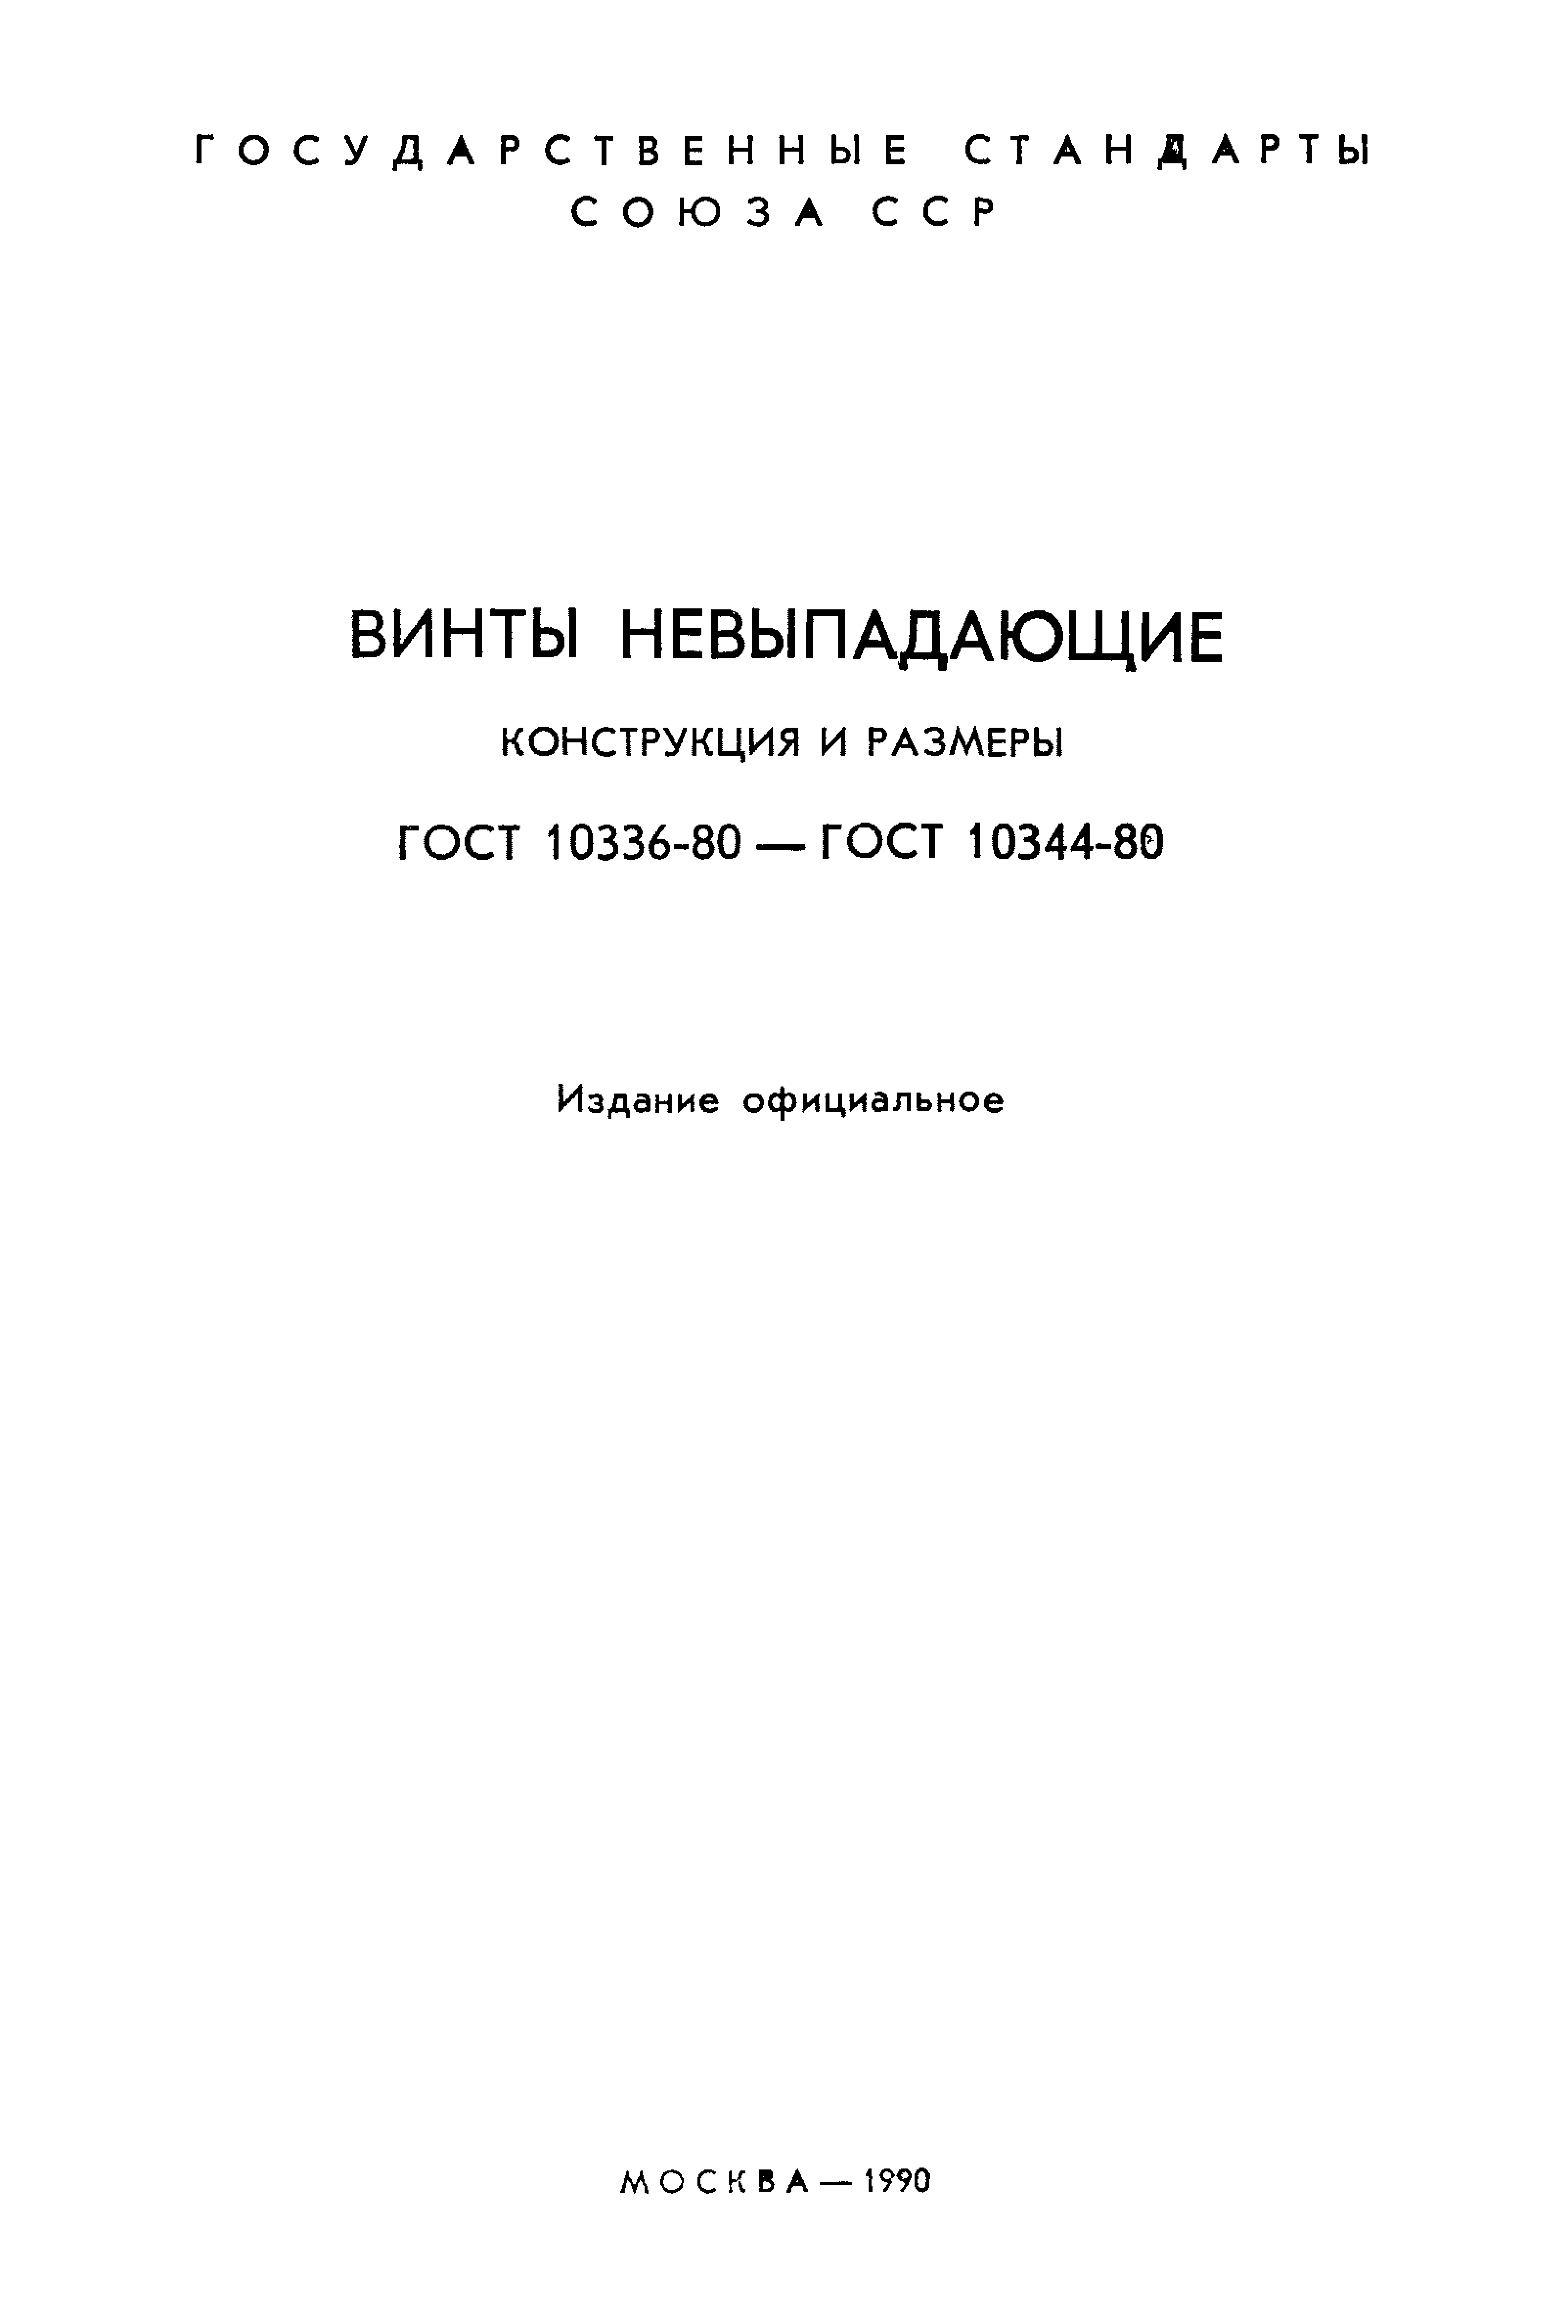 ГОСУДАРСТВЕННЫЕ СТАНДАРТЫ
СОЮЗА ССР
ВИНТЫ НЕВЫПАДАЮЩИЕ
КОНСТРУКЦИЯ И РАЗМЕРЫ
ГОСТ 10336-80 — ГОСТ 10344-80
Издание официальное
МОСКВА — 1990